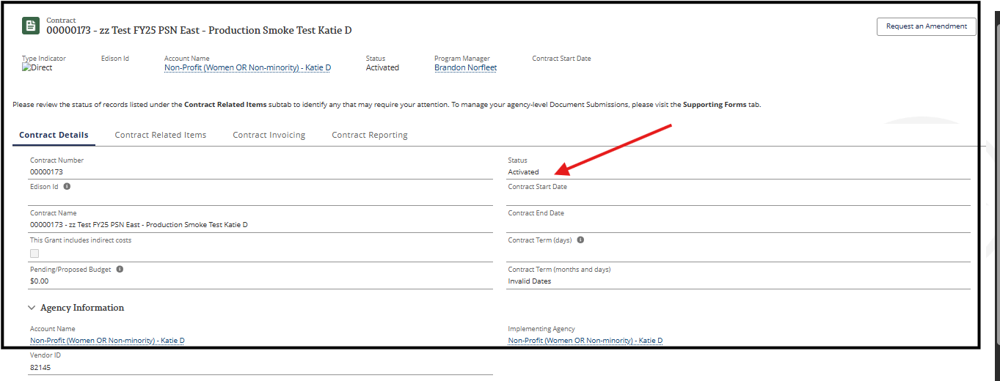 Contract
00000173 - zz Test FY25 PSN East - Production Smoke Test Katie D
Request an Amendment
Type Indicator Edison Id Account Name Status Program Manager Contract Start Date
Direct Non-Profit (Women OR Non-minority) - Katie D Activated Brandon Norfleet
Please review the status of records listed under the Contract Related Items subtab to identify any that may require your attention. To manage your agency-level Document Submissions, please visit the Supporting Forms tab.
Contract Details Contract Related Items Contract Invoicing Contract Reporting
Contract Number Status
00000173 Activated
Edison Id Contract Start Date
Contract Name Contract End Date
00000173 - zz Test FY25 PSN East - Production Smoke Test Katie D
This Grant includes indirect costs Contract Term (days)
Pending/Proposed Budget Contract Term (months and days)
$0.00 Invalid Dates
Agency Information
Account Name Implementing Agency
Non-Profit (Women OR Non-minority) - Katie D Non-Profit (Women OR Non-minority) - Katie D
Vendor ID
82145